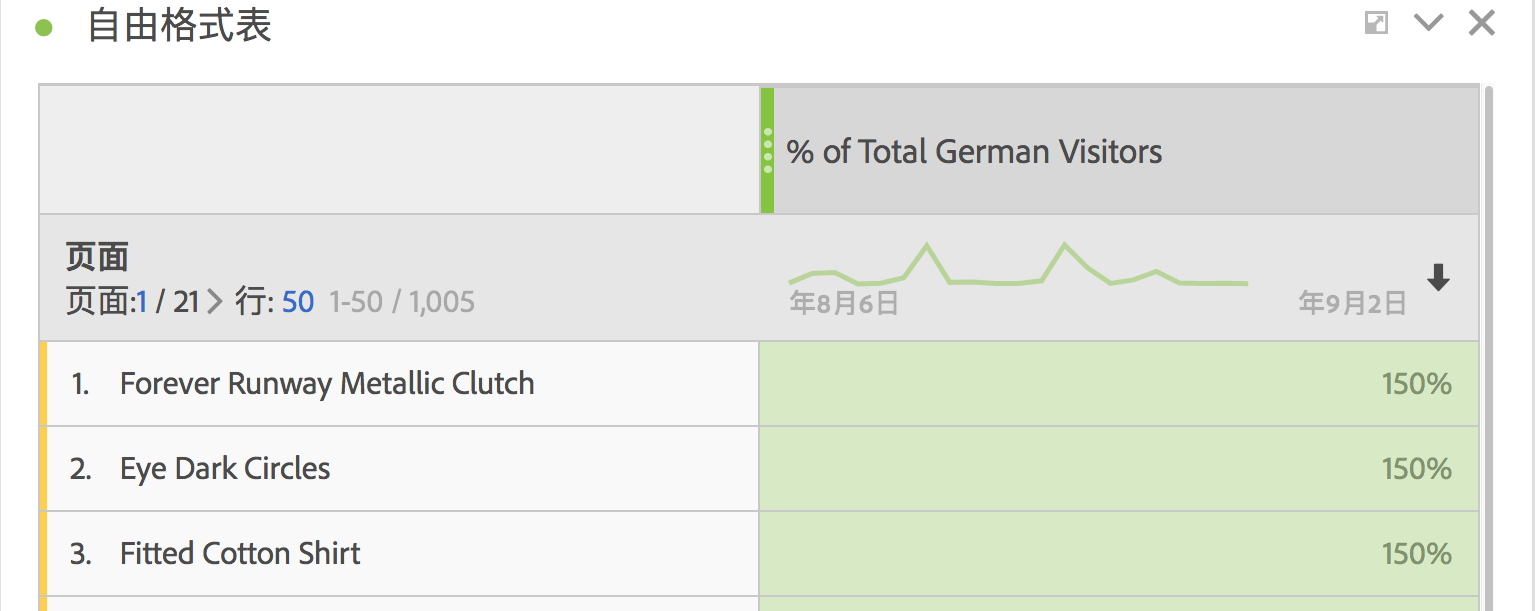 自由格式表
% of Total German Visitors
页面
页面:1 / 21 行: 50 1-50 / 1,005
年8月6日 年9月2日
1. Forever Runway Metallic Clutch 150%
2. Eye Dark Circles 150%
3. Fitted Cotton Shirt 150%